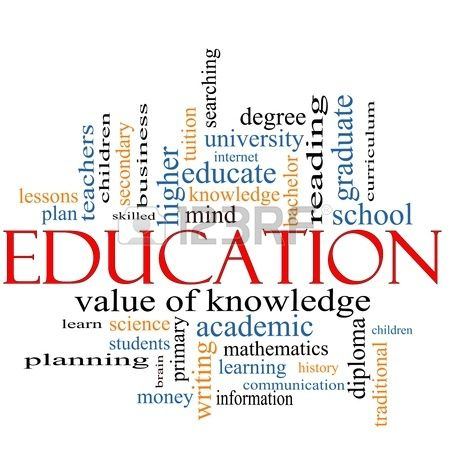 searching
degree
tuition
business
university
reading
graduate
curriculum
teachers
children
secondary
internet
higher
educate
bachelor
lessons
knowledge
plan
skilled
mind
school
123RF
EDUCATION
value of knowledge
learn
science
academic
children
students
primary
mathematics
diploma
traditional
planning
brain
writing
learning
history
communication
money
information